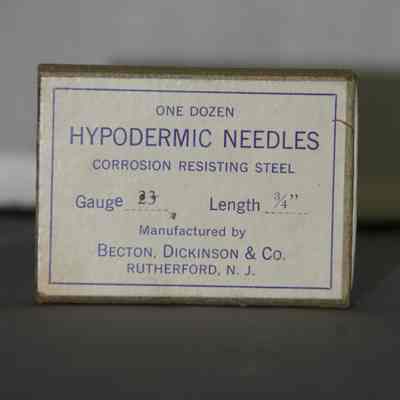 ONE DOZEN
HYPODERMIC NEEDLES
CORROSION RESISTING STEEL
Gauge 23 Length 3/4"
Manufactured by
BECTON, DICKINSON & CO.
RUTHERFORD, N. J.